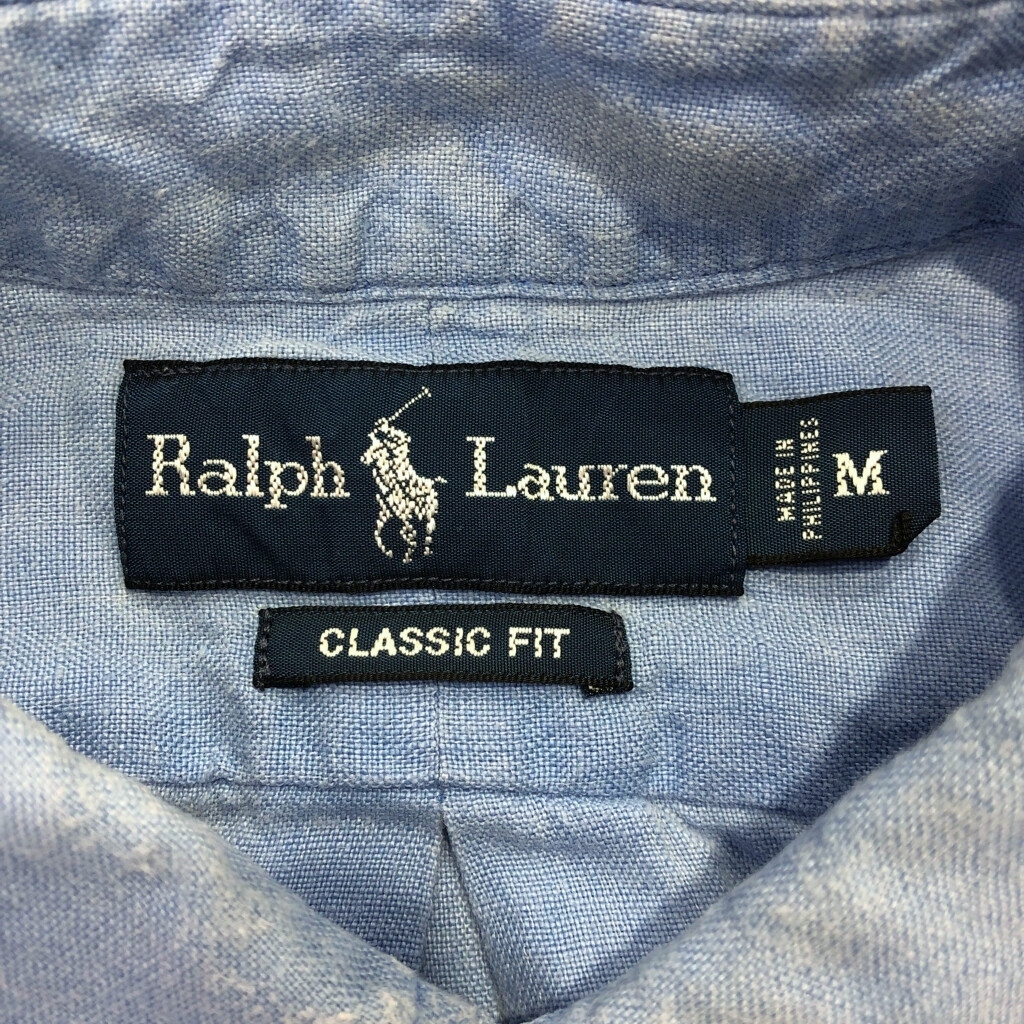 Ralph Lauren
MADE IN
PHILIPPINES
M
CLASSIC FIT